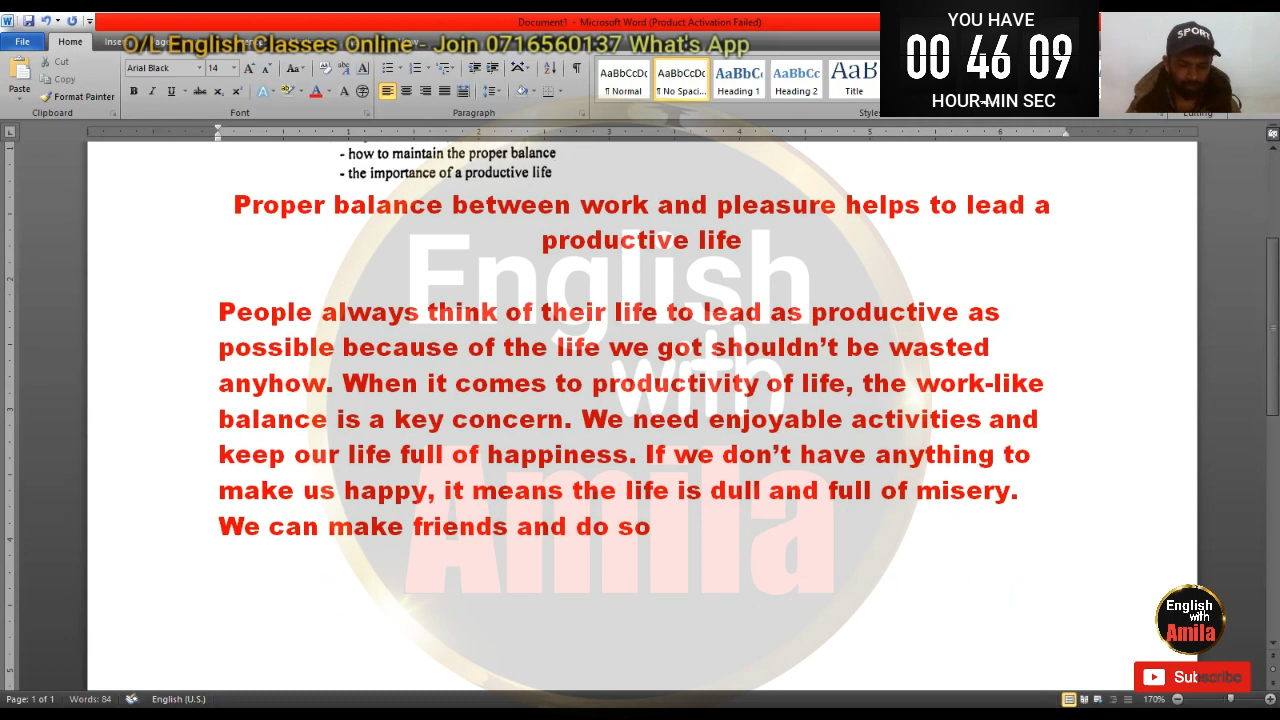 Document1 - Microsoft Word (Product Activation Failed)
O/L English Classes Online - Join 0716560137 What's App
YOU HAVE
00 46 09
HOUR MIN SEC
SPORT
File
Home
Cut
Copy
Paste
Format Painter
Clipboard
Arial Black
14
Font
Paragraph
AaBbCcDc
¶ Normal
AaBbCcDc
¶ No Spaci...
AaBbC
Heading 1
AaBbCc
Heading 2
AaB
Title
Editing
- how to maintain the proper balance
- the importance of a productive life
Proper balance between work and pleasure helps to lead a
productive life
People always think of their life to lead as productive as
possible because of the life we got shouldn't be wasted
anyhow. When it comes to productivity of life, the work-like
balance is a key concern. We need enjoyable activities and
keep our life full of happiness. If we don't have anything to
make us happy, it means the life is dull and full of misery.
We can make friends and do so
English
with
Amila
English
with
Amila
Subscribe
Page: 1 of 1
Words: 84
English (U.S.)
170%